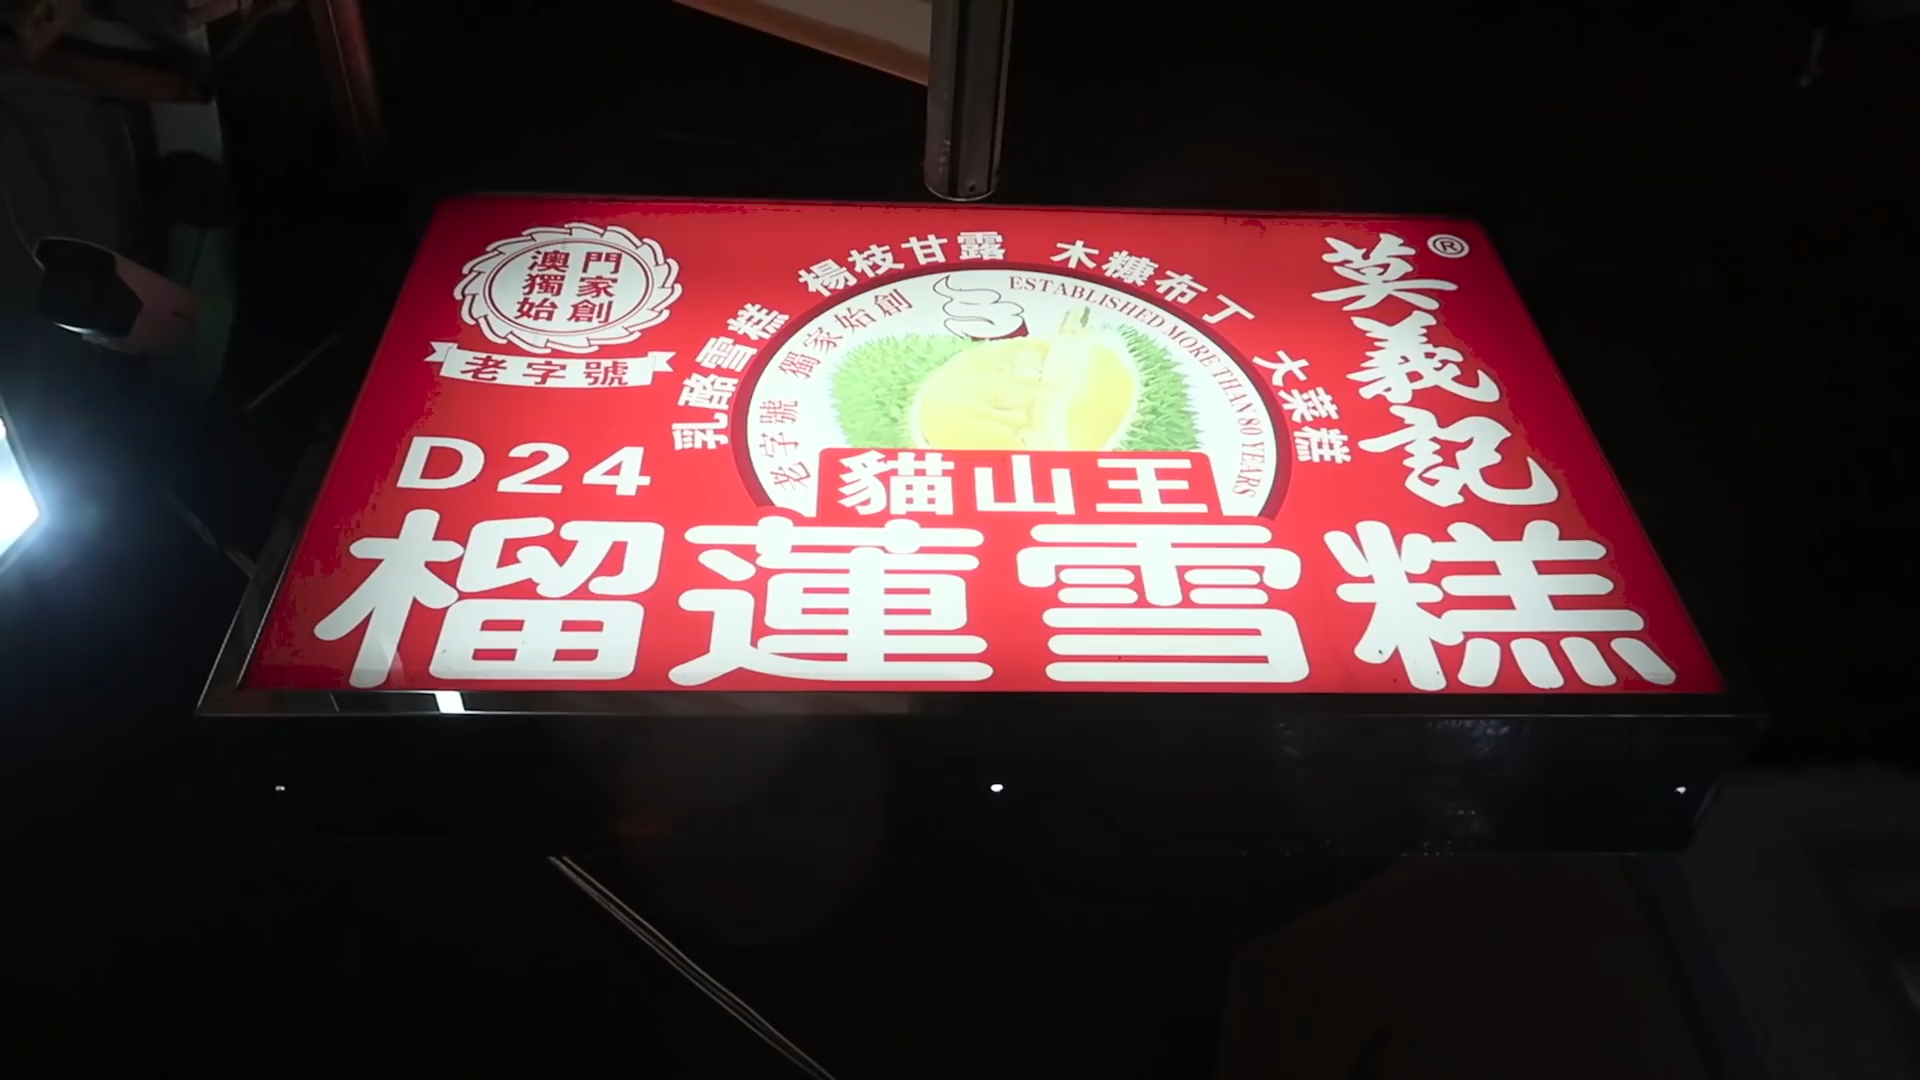 澳門
獨家
始創
老字號
乳酪雪糕 楊枝甘露 木糠布丁 大菜糕
老字號 獨家始創
ESTABLISHED MORE THAN 80 YEARS
莫義記®
D24
貓山王
榴蓮雪糕